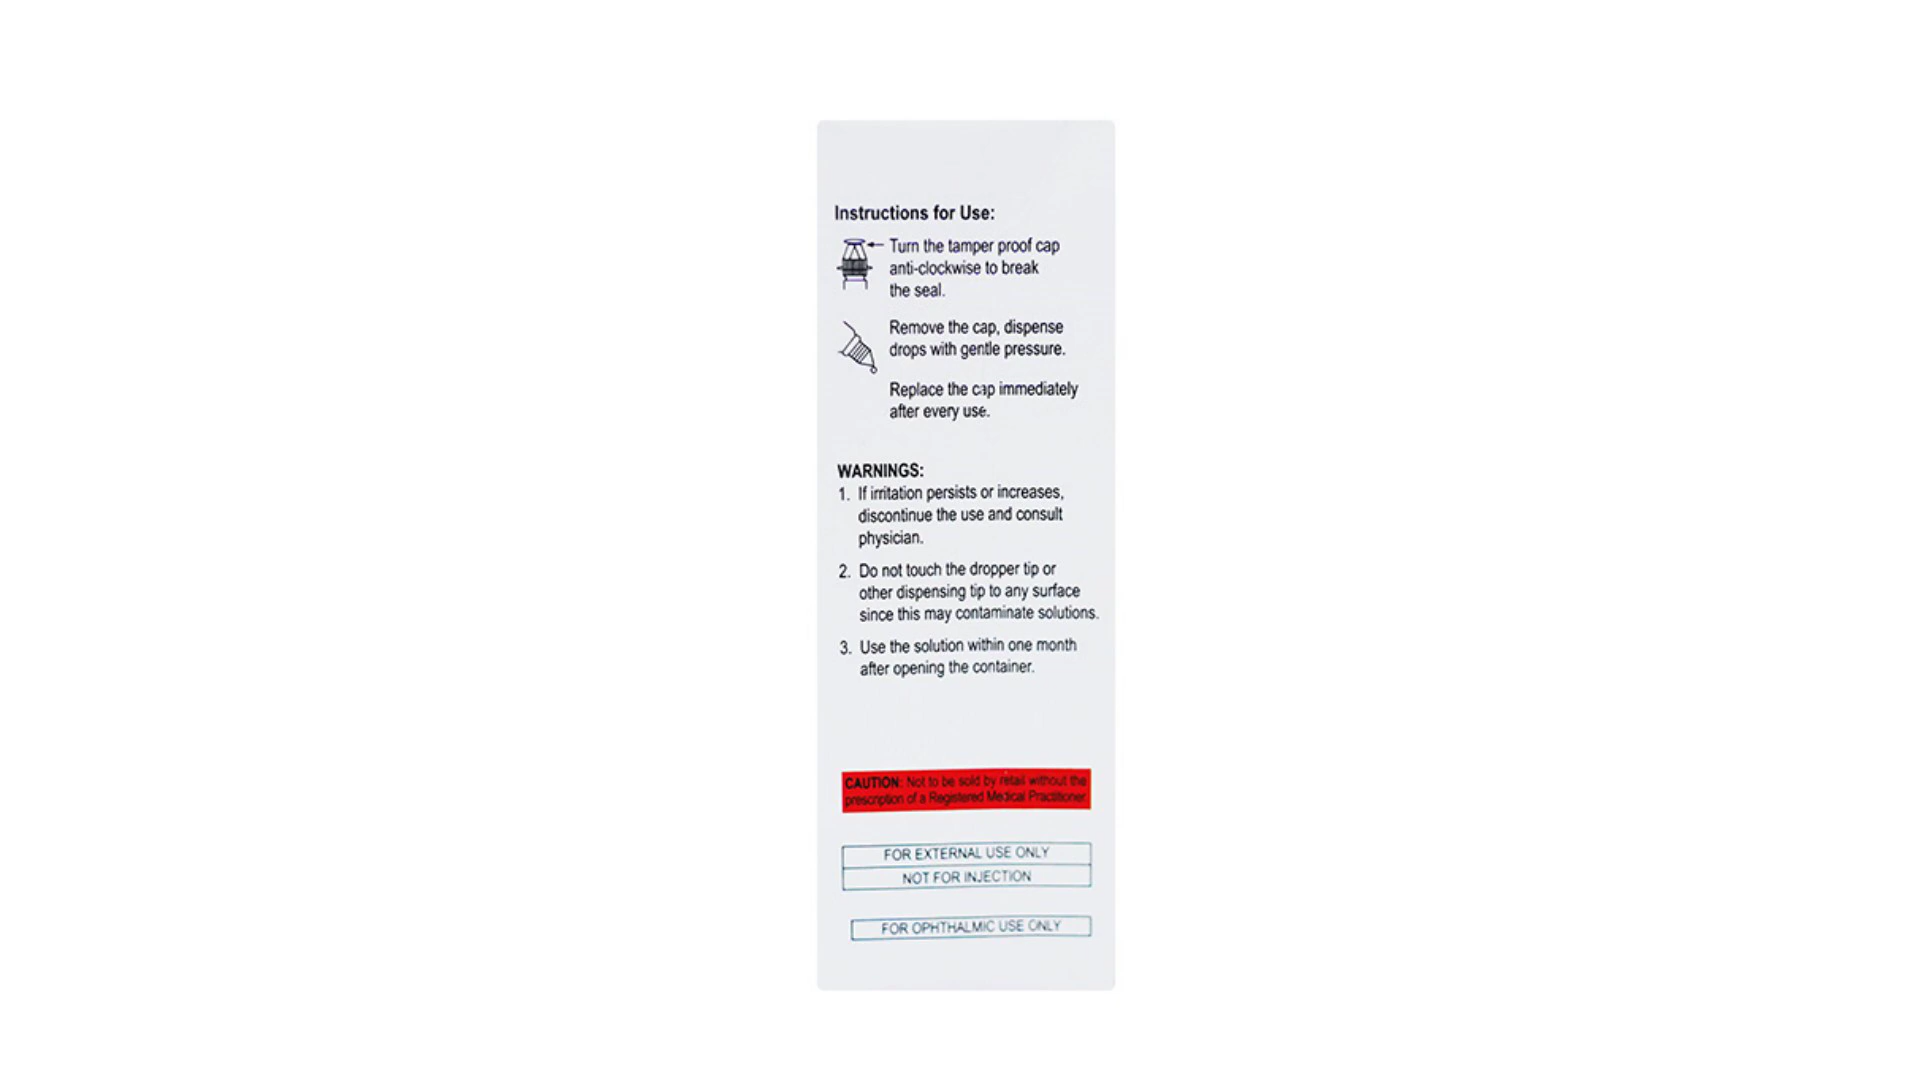 Instructions for Use:
Turn the tamper proof cap
anti-clockwise to break
the seal.
Remove the cap, dispense
drops with gentle pressure.
Replace the cap immediately
after every use.
WARNINGS:
1. If irritation persists or increases,
discontinue the use and consult
physician.
2. Do not touch the dropper tip or
other dispensing tip to any surface
since this may contaminate solutions.
3. Use the solution within one month
after opening the container.
CAUTION: Not to be sold by retail without the
prescription of a Registered Medical Practitioner
FOR EXTERNAL USE ONLY
NOT FOR INJECTION
FOR OPHTHALMIC USE ONLY